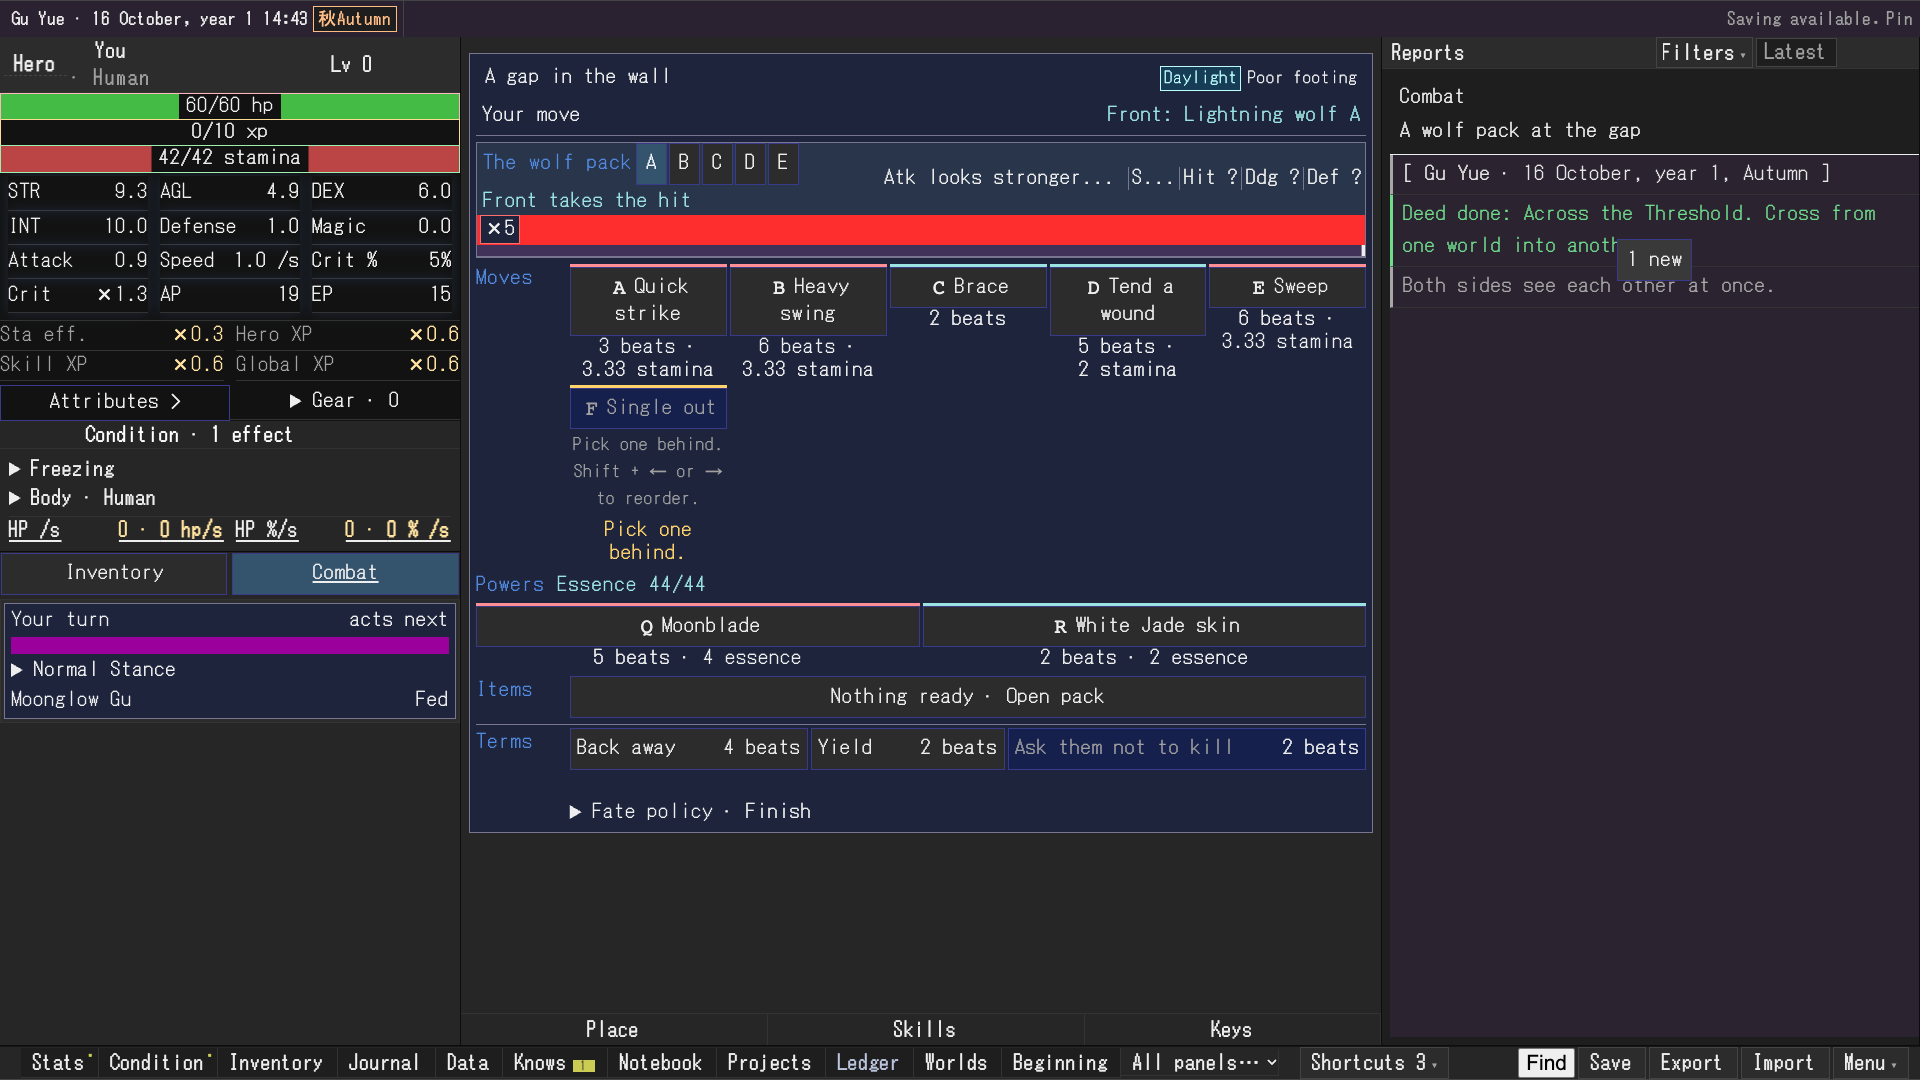 Gu Yue · 16 October, year 1 14:43 秋Autumn
Saving available. Pin
Hero · You Human Lv 0
60/60 hp
0/10 xp
42/42 stamina
STR 9.3 AGL 4.9 DEX 6.0
INT 10.0 Defense 1.0 Magic 0.0
Attack 0.9 Speed 1.0 /s Crit % 5%
Crit ×1.3 AP 19 EP 15
Sta eff. ×0.3 Hero XP ×0.6
Skill XP ×0.6 Global XP ×0.6
Attributes > ▶ Gear · 0
Condition · 1 effect
▶ Freezing
▶ Body · Human
HP /s 0 · 0 hp/s HP %/s 0 · 0 % /s
Inventory Combat
Your turn acts next
▶ Normal Stance
Moonglow Gu Fed
A gap in the wall Daylight Poor footing
Your move Front: Lightning wolf A
The wolf pack A B C D E Atk looks stronger... |S...|Hit ?|Ddg ?|Def ?
Front takes the hit
×5
Moves
A Quick strike
3 beats · 3.33 stamina
B Heavy swing
6 beats · 3.33 stamina
C Brace
2 beats
D Tend a wound
5 beats · 2 stamina
E Sweep
6 beats · 3.33 stamina
F Single out
Pick one behind.
Shift + ← or →
to reorder.
Pick one
behind.
Powers Essence 44/44
Q Moonblade R White Jade skin
5 beats · 4 essence 2 beats · 2 essence
Items Nothing ready · Open pack
Terms Back away 4 beats Yield 2 beats Ask them not to kill 2 beats
▶ Fate policy · Finish
Place Skills Keys
Reports Filters Latest
Combat
A wolf pack at the gap
[ Gu Yue · 16 October, year 1, Autumn ]
Deed done: Across the Threshold. Cross from
one world into anoth
1 new
Both sides see each other at once.
Stats Condition Inventory Journal Data Knows 1 Notebook Projects Ledger Worlds Beginning All panels… Shortcuts 3 Find Save Export Import Menu